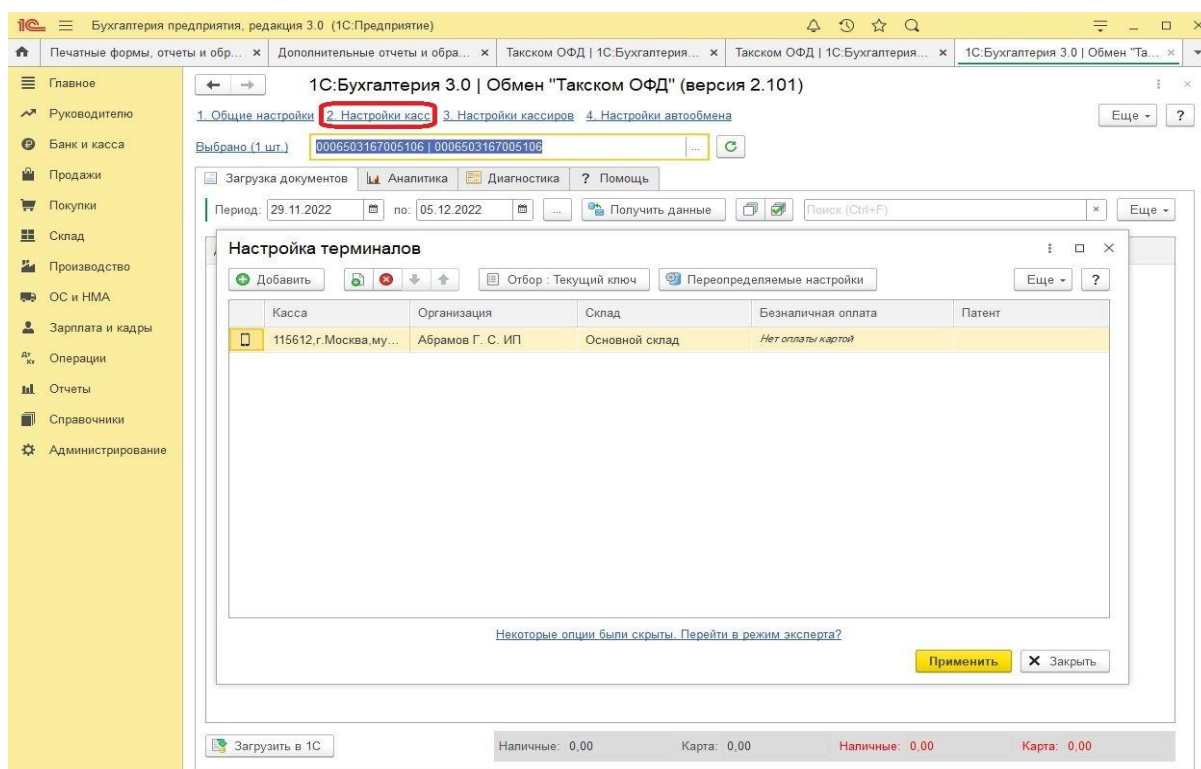 1С Бухгалтерия предприятия, редакция 3.0 (1С:Предприятие)
Печатные формы, отчеты и обр... Дополнительные отчеты и обра... Такском ОФД | 1С:Бухгалтерия... Такском ОФД | 1С:Бухгалтерия... 1С:Бухгалтерия 3.0 | Обмен "Та...
Главное
Руководителю
Банк и касса
Продажи
Покупки
Склад
Производство
ОС и НМА
Зарплата и кадры
Операции
Отчеты
Справочники
Администрирование
1С:Бухгалтерия 3.0 | Обмен "Такском ОФД" (версия 2.101)
1. Общие настройки 2. Настройки касс 3. Настройки кассиров 4. Настройки автообмена Еще ?
Выбрано (1 шт.) 0006503167005106 | 0006503167005106 ...
Загрузка документов Аналитика Диагностика ? Помощь
Период: 29.11.2022 по: 05.12.2022 ... Получить данные Поиск (Ctrl+F) × Еще
Настройка терминалов
Добавить Отбор : Текущий ключ Переопределяемые настройки Еще ?
Касса Организация Склад Безналичная оплата Патент
115612,г.Москва,му... Абрамов Г. С. ИП Основной склад Нет оплаты картой
Некоторые опции были скрыты. Перейти в режим эксперта?
Применить Закрыть
Загрузить в 1С Наличные: 0,00 Карта: 0,00 Наличные: 0,00 Карта: 0,00